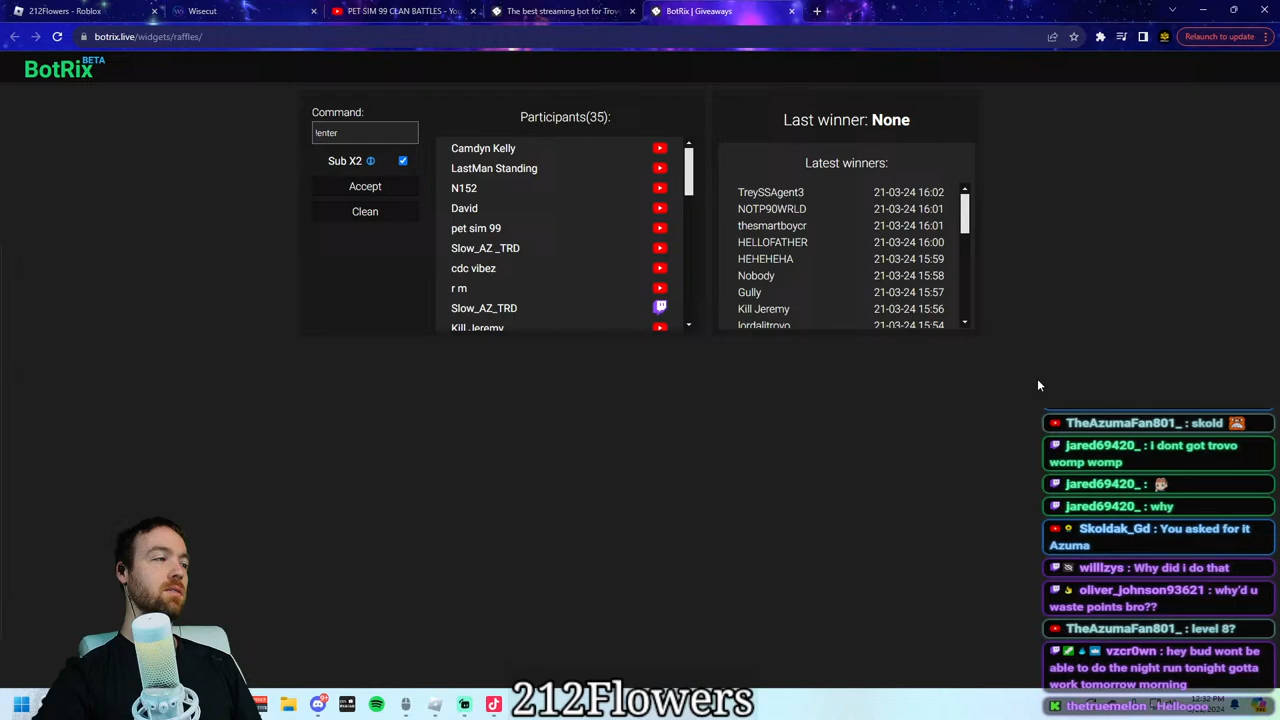 212Flowers - Roblox
Wisecut
PET SIM 99 CLAN BATTLES - You
The best streaming bot for Trov
BotRix | Giveaways
botrix.live/widgets/raffles/
Relaunch to update
BotRix BETA
Command:
!enter
Sub X2
Accept
Clean
Participants(35):
Camdyn Kelly
LastMan Standing
N152
David
pet sim 99
Slow_AZ _TRD
cdc vibez
r m
Slow_AZ_TRD
Kill Jeremy
Last winner: None
Latest winners:
TreySSAgent3 21-03-24 16:02
NOTP90WRLD 21-03-24 16:01
thesmartboycr 21-03-24 16:01
HELLOFATHER 21-03-24 16:00
HEHEHEHA 21-03-24 15:59
Nobody 21-03-24 15:58
Gully 21-03-24 15:57
Kill Jeremy 21-03-24 15:56
lordalitrovo 21-03-24 15:54
TheAzumaFan801_ : skold
jared69420_ : i dont got trovo
womp womp
jared69420_ :
jared69420_ : why
Skoldak_Gd : You asked for it
Azuma
willlzys : Why did i do that
oliver_johnson93621 : why'd u
waste points bro??
TheAzumaFan801_ : level 8?
vzcr0wn : hey bud wont be
able to do the night run tonight gotta
work tomorrow morning
thetruemelon : Helloooo
12:32 PM
212Flowers